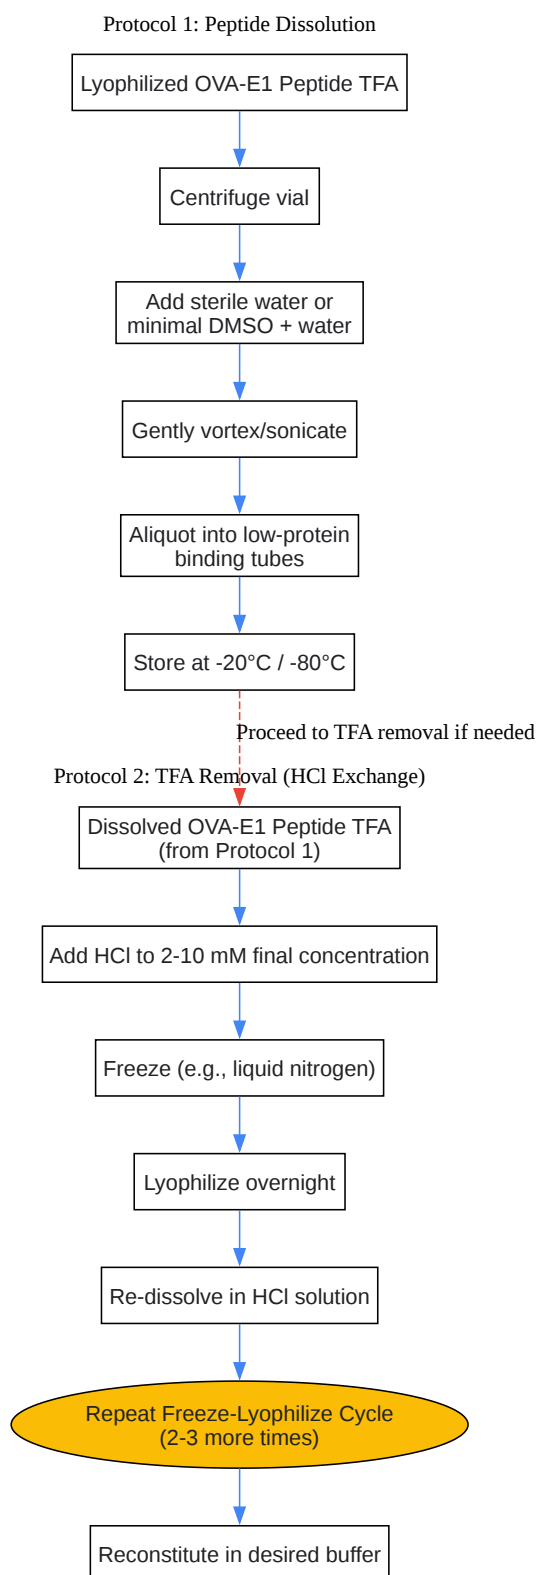 Protocol 1: Peptide Dissolution
Lyophilized OVA-E1 Peptide TFA
Centrifuge vial
Add sterile water or
minimal DMSO + water
Gently vortex/sonicate
Aliquot into low-protein
binding tubes
Store at -20°C / -80°C
Proceed to TFA removal if needed
Protocol 2: TFA Removal (HCl Exchange)
Dissolved OVA-E1 Peptide TFA
(from Protocol 1)
Add HCl to 2-10 mM final concentration
Freeze (e.g., liquid nitrogen)
Lyophilize overnight
Re-dissolve in HCl solution
Repeat Freeze-Lyophilize Cycle
(2-3 more times)
Reconstitute in desired buffer